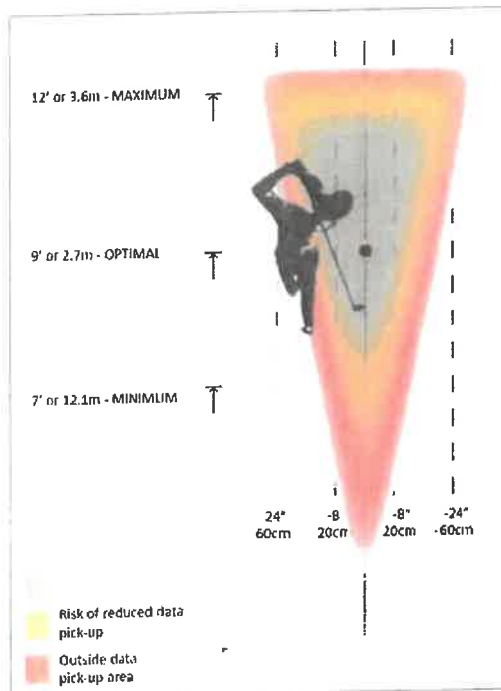 12' or 3.6m - MAXIMUM
9' or 2.7m - OPTIMAL
7' or 12.1m - MINIMUM
24" -8 -8" -24"
60cm 20cm 20cm -60cm
Risk of reduced data
pick-up
Outside data
pick-up area